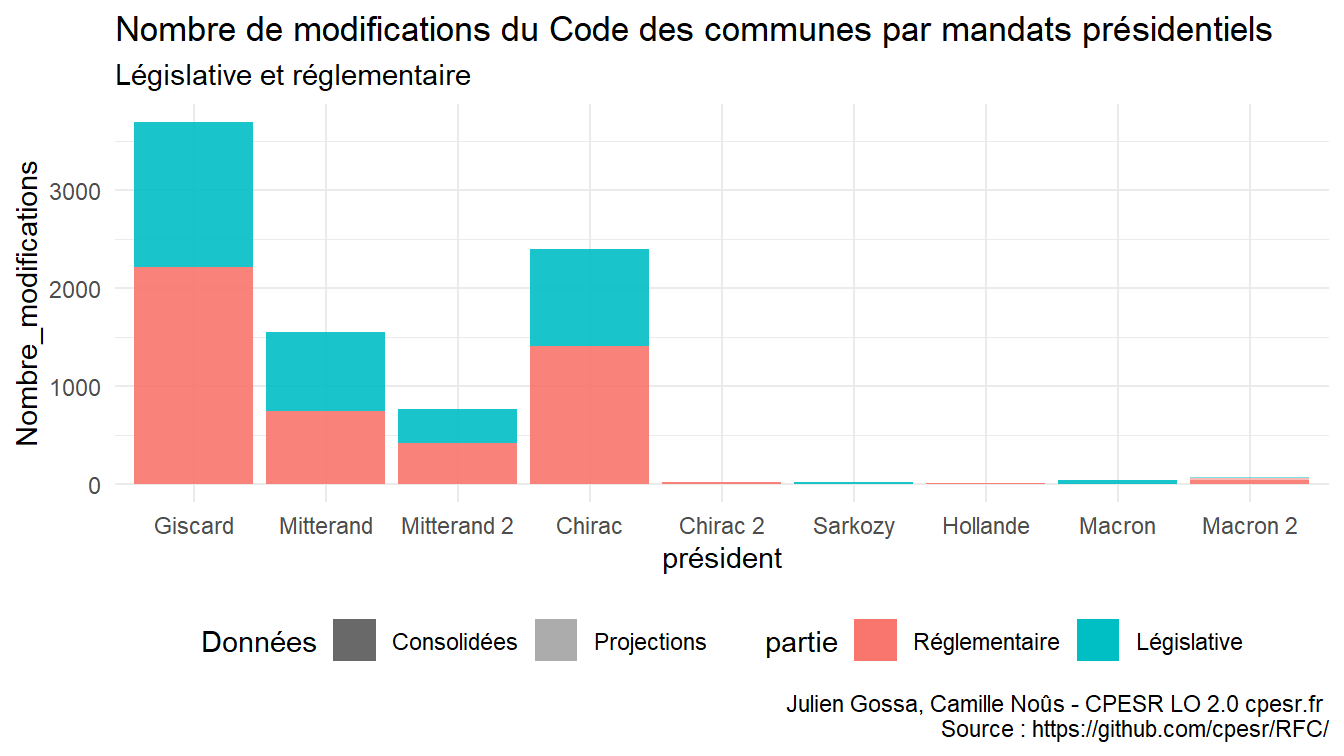 Nombre de modifications du Code des communes par mandats présidentiels
Législative et réglementaire
Nombre_modifications
3000
2000
1000
0
Giscard Mitterand Mitterand 2 Chirac Chirac 2 Sarkozy Hollande Macron Macron 2
président
Données Consolidées Projections partie Réglementaire Législative
Julien Gossa, Camille Noûs - CPESR LO 2.0 cpesr.fr
Source : https://github.com/cpesr/RFC/